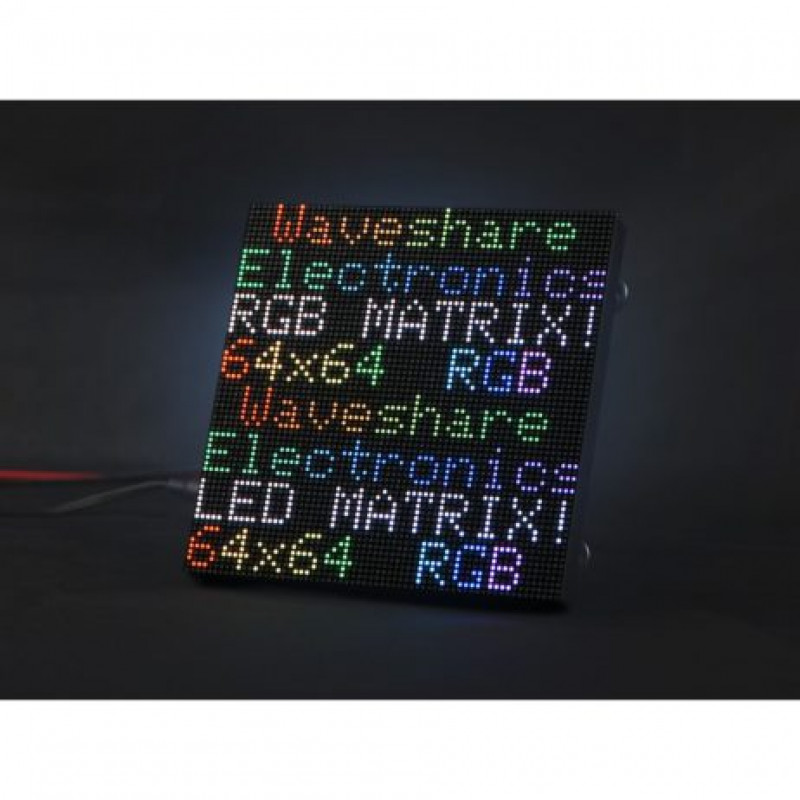 Waveshare
Electronics
RGB MATRIX!
64x64 RGB
Waveshare
Electronics
LED MATRIX!
64x64 RGB